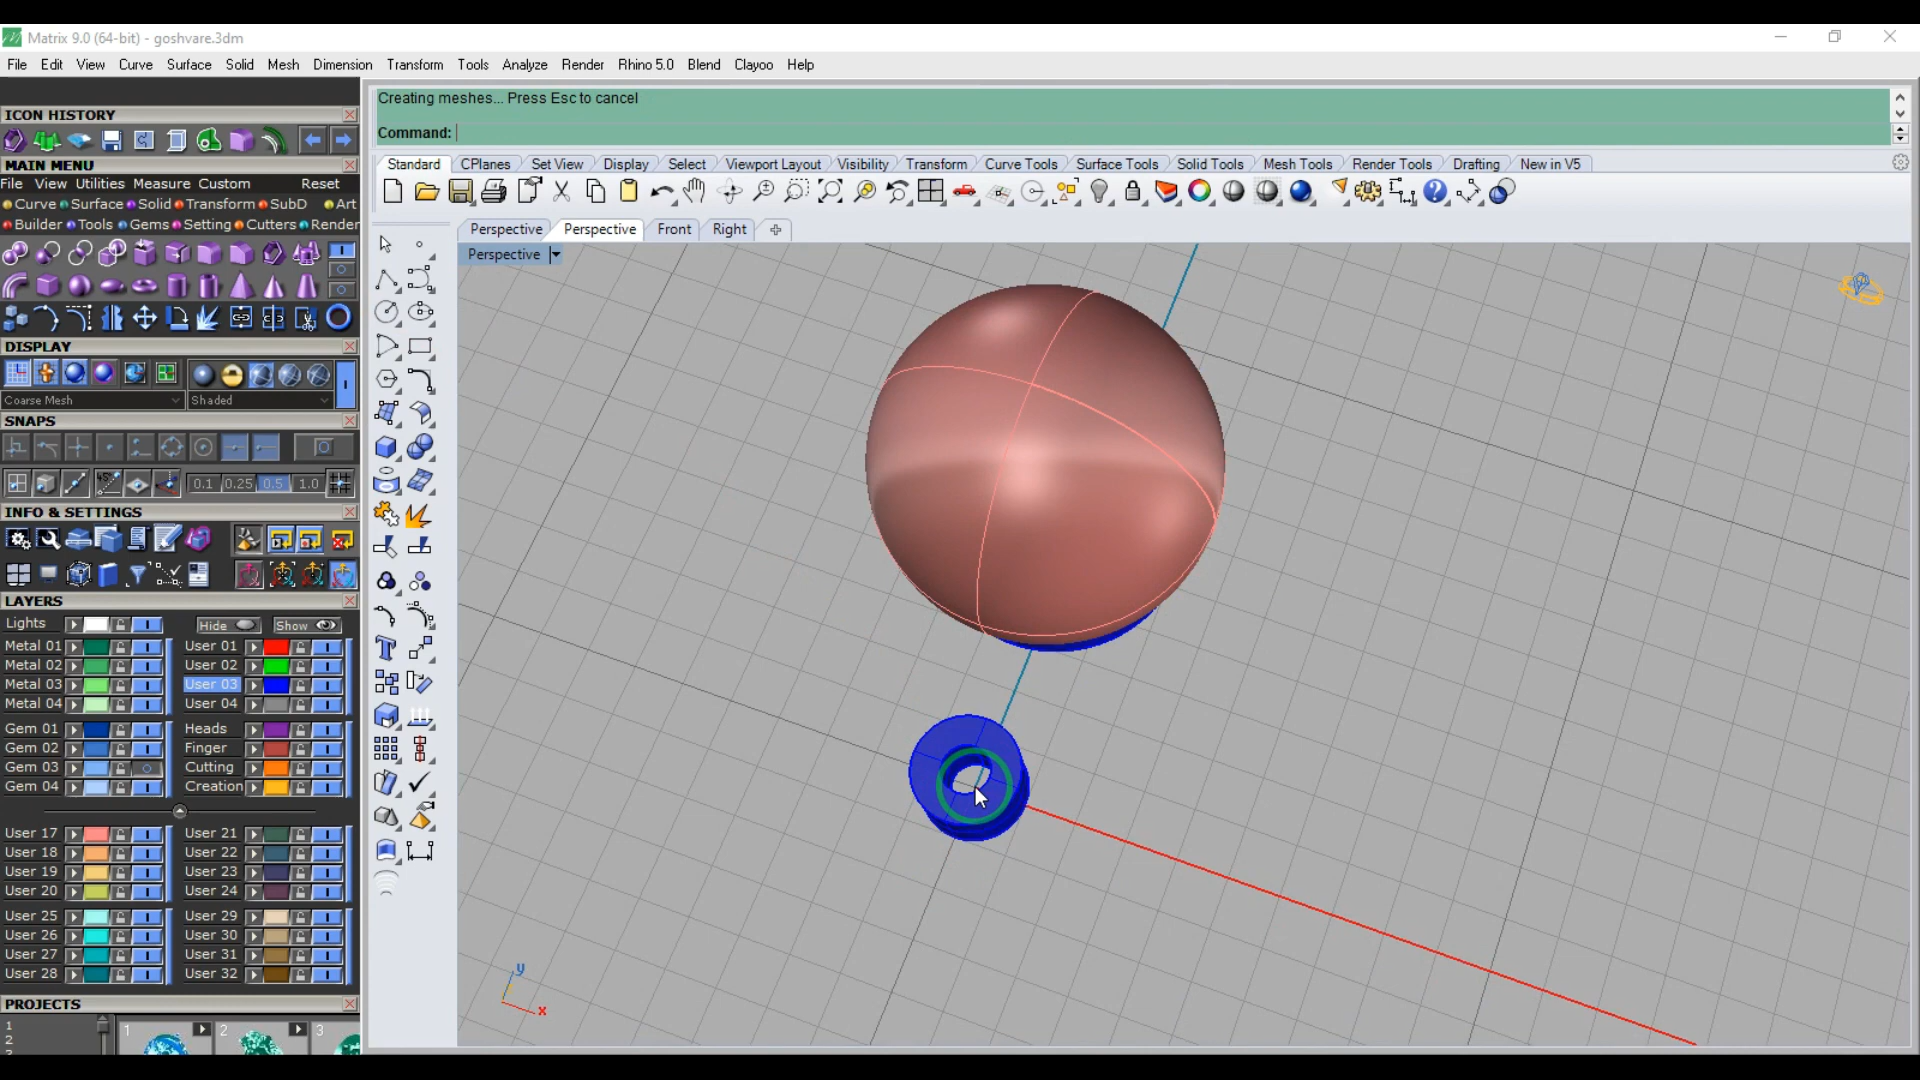 Matrix 9.0 (64-bit) - goshvare.3dm
File Edit View Curve Surface Solid Mesh Dimension Transform Tools Analyze Render Rhino 5.0 Blend Clayoo Help
ICON HISTORY
MAIN MENU
File View Utilities Measure Custom Reset
Curve Surface Solid Transform SubD Art
Builder Tools Gems Setting Cutters Render
DISPLAY
Coarse Mesh Shaded
SNAPS
45°
0.1 0.25 0.5 1.0
INFO & SETTINGS
LAYERS
Lights Hide Show
Metal 01 User 01
Metal 02 User 02
Metal 03 User 03
Metal 04 User 04
Gem 01 Heads
Gem 02 Finger
Gem 03 Cutting
Gem 04 Creation
User 17 User 21
User 18 User 22
User 19 User 23
User 20 User 24
User 25 User 29
User 26 User 30
User 27 User 31
User 28 User 32
PROJECTS
1 1 2 3
2
Creating meshes... Press Esc to cancel
Command:
Standard CPlanes Set View Display Select Viewport Layout Visibility Transform Curve Tools Surface Tools Solid Tools Mesh Tools Render Tools Drafting New in V5
Perspective Perspective Front Right
Perspective
y
x